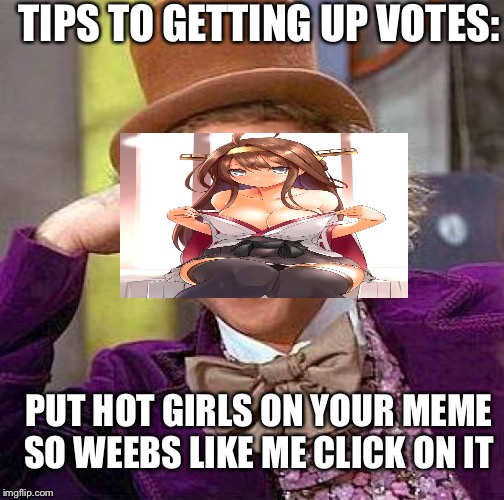 TIPS TO GETTING UP VOTES:
PUT HOT GIRLS ON YOUR MEME
SO WEEBS LIKE ME CLICK ON IT
imgflip.com